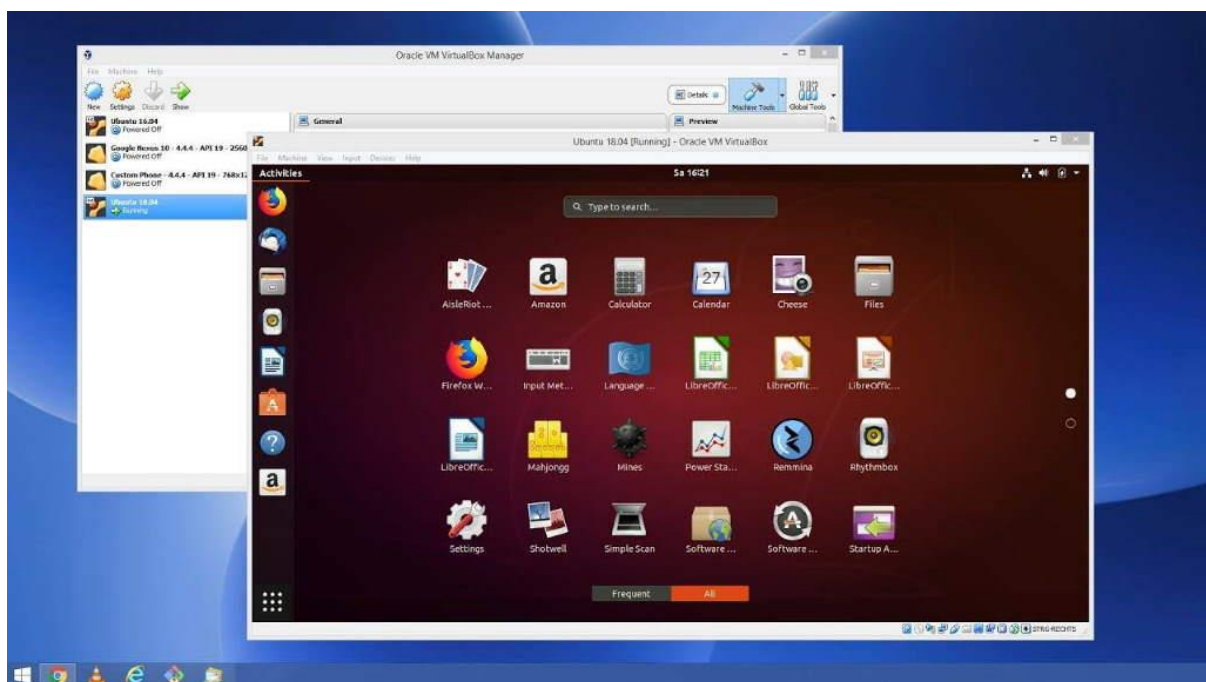 Oracle VM VirtualBox Manager
File Machine Help
New Settings Discard Show
Details
Machine Tools
Global Tools
Ubuntu 16.04
Powered Off
General
Preview
Google Nexus 10 - 4.4.4 - API 19 - 2560
Powered Off
Custom Phone - 4.4.4 - API 19 - 768x12
Powered Off
Ubuntu 18.04
Running
Ubuntu 18.04 [Running] - Oracle VM VirtualBox
File Machine View Input Devices Help
Activities
Sa 16:21
Type to search...
AisleRiot ... Amazon Calculator Calendar Cheese Files
27
Firefox W... Input Met... Language ... LibreOffic... LibreOffic... LibreOffic...
LibreOffic... Mahjongg Mines Power Sta... Remmina Rhythmbox
Settings Shotwell Simple Scan Software ... Software ... Startup A...
Frequent All
STRG RECHTS